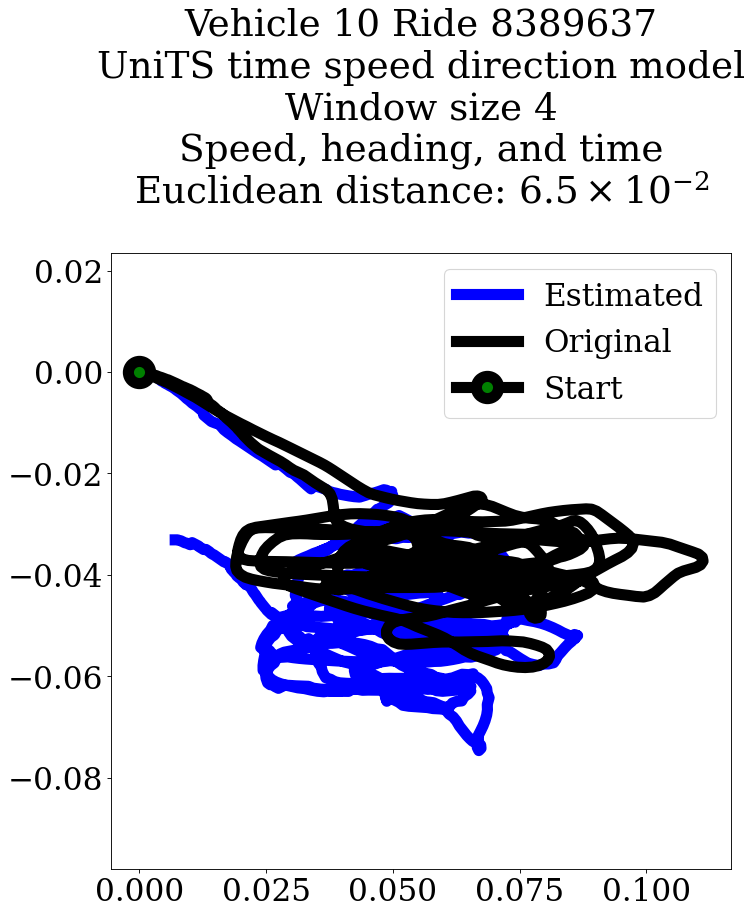 Vehicle 10 Ride 8389637
UniTS time speed direction model
Window size 4
Speed, heading, and time
Euclidean distance: 6.5 × 10⁻²
Estimated
Original
Start
0.02
0.00
−0.02
−0.04
−0.06
−0.08
0.000 0.025 0.050 0.075 0.100